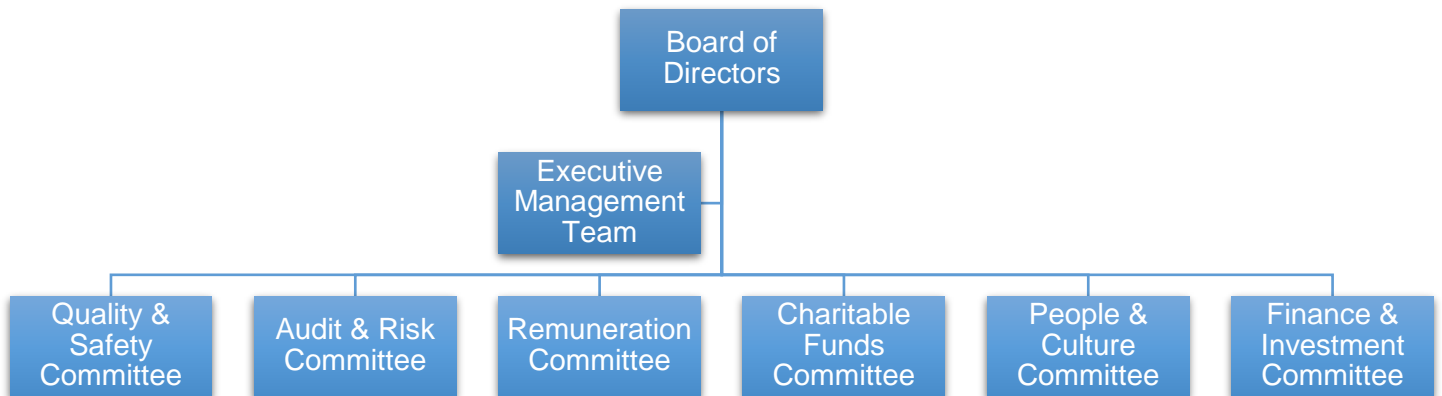 Board of
Directors
Executive
Management
Team
Quality &
Safety
Committee
Audit & Risk
Committee
Remuneration
Committee
Charitable
Funds
Committee
People &
Culture
Committee
Finance &
Investment
Committee